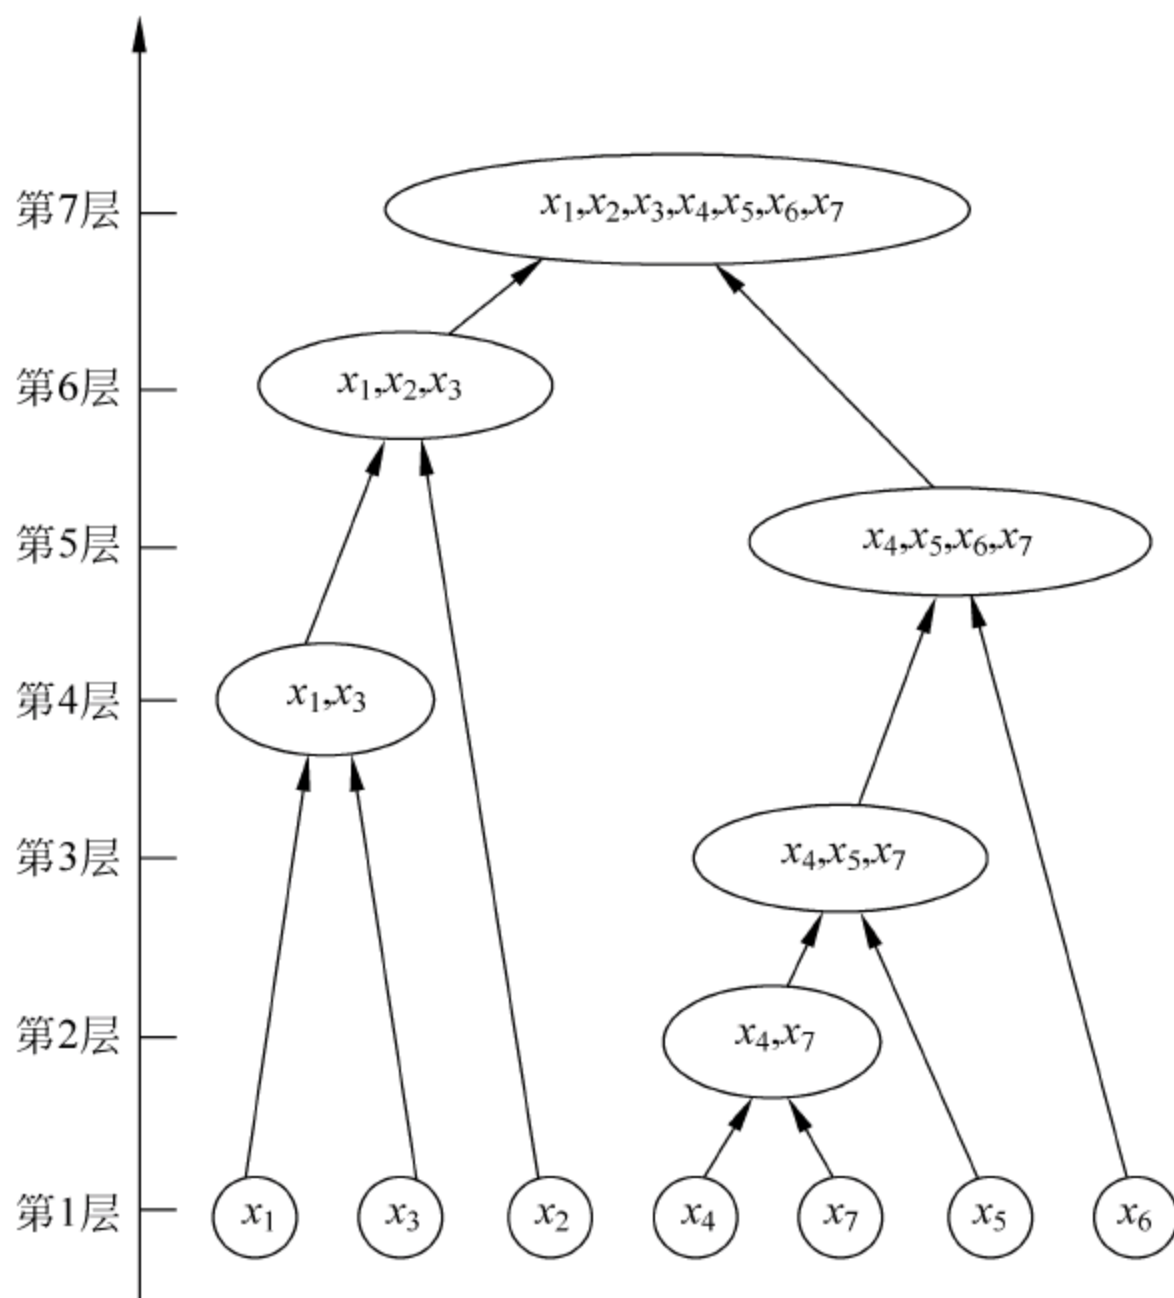 第7层
x₁,x₂,x₃,x₄,x₅,x₆,x₇
第6层
x₁,x₂,x₃
第5层
x₄,x₅,x₆,x₇
第4层
x₁,x₃
第3层
x₄,x₅,x₇
第2层
x₄,x₇
第1层
x₁
x₃
x₂
x₄
x₇
x₅
x₆